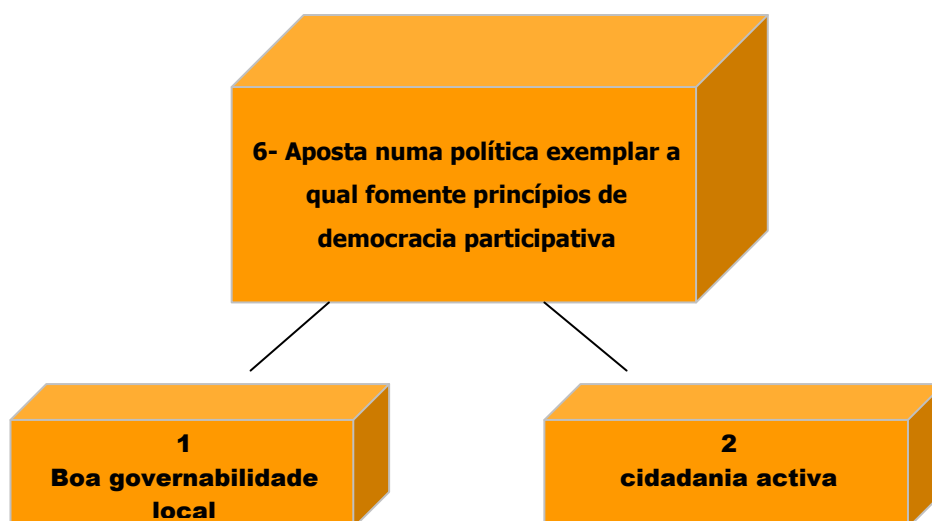 6- Aposta numa política exemplar a
qual fomente princípios de
democracia participativa
1
Boa governabilidade
local
2
cidadania activa